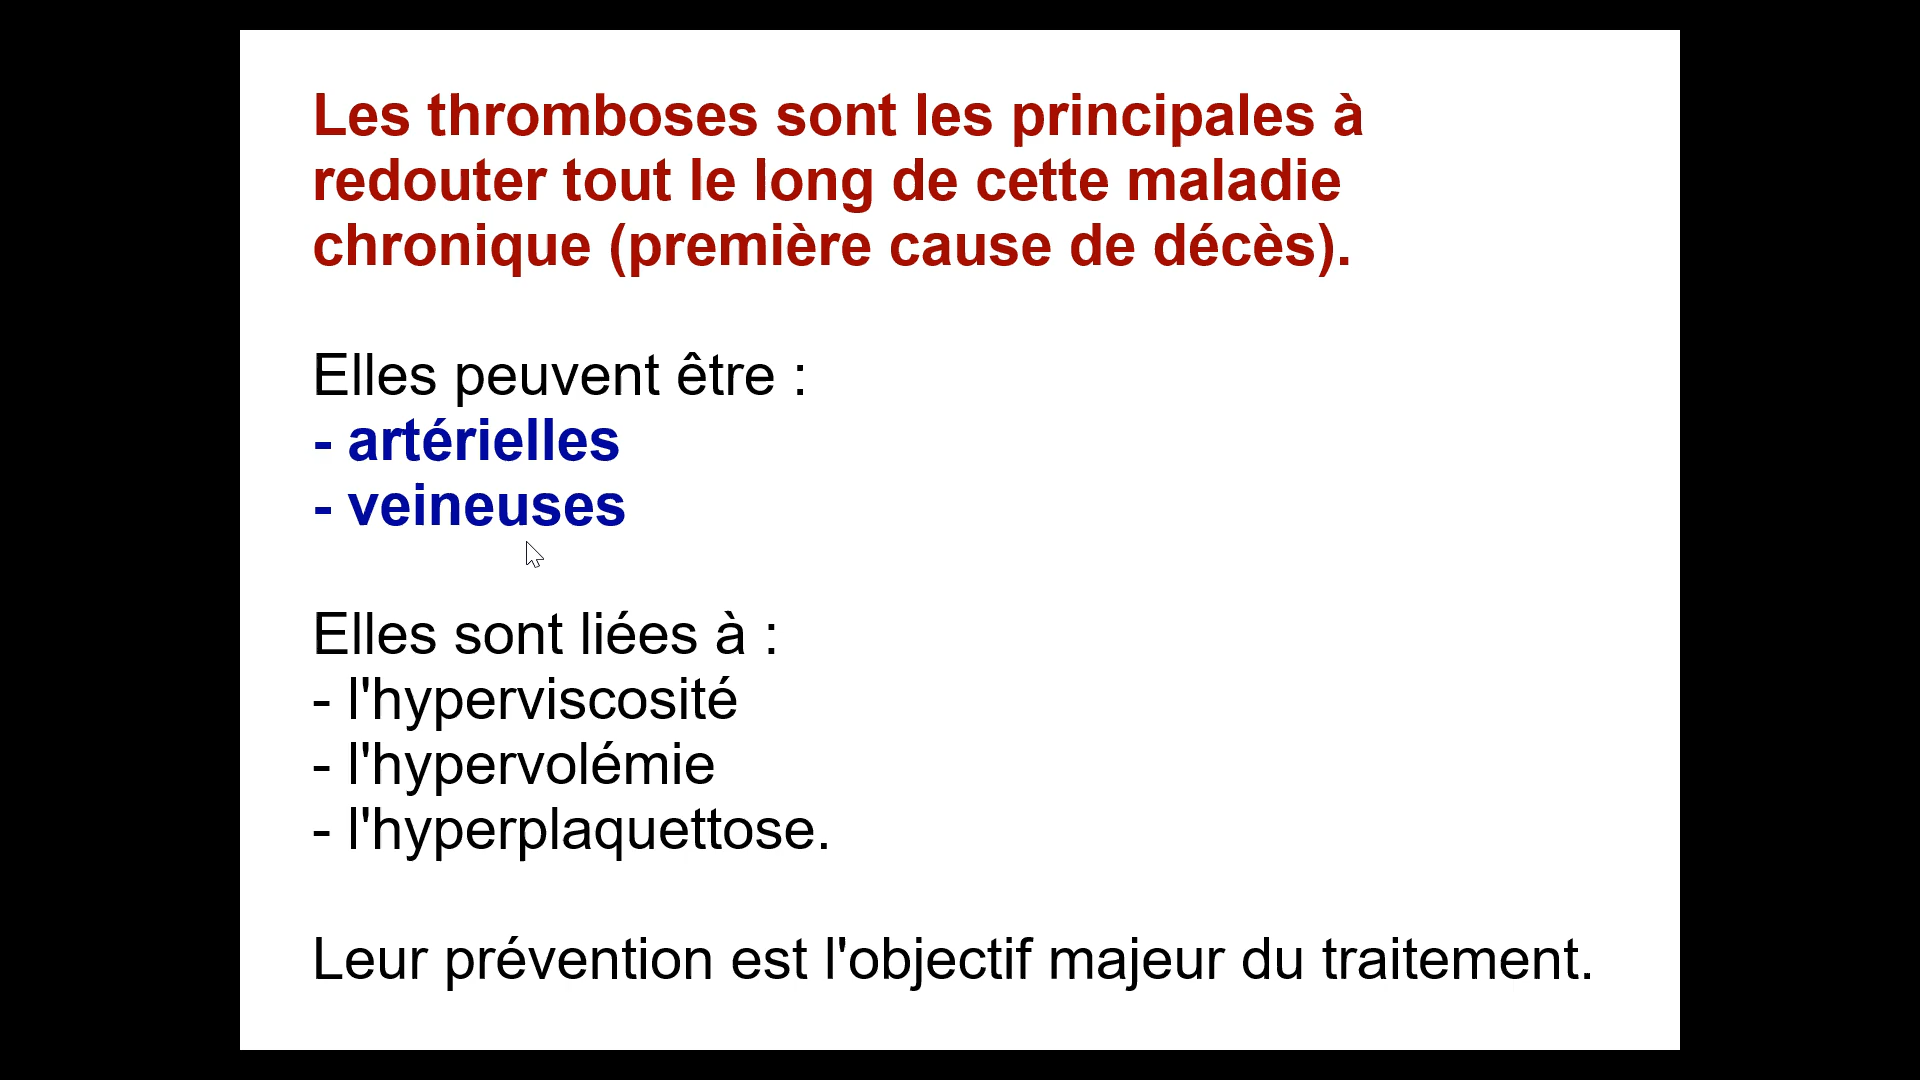 Les thromboses sont les principales à
redouter tout le long de cette maladie
chronique (première cause de décès).
Elles peuvent être :
- artérielles
- veineuses
Elles sont liées à :
- l'hyperviscosité
- l'hypervolémie
- l'hyperplaquettose.
Leur prévention est l'objectif majeur du traitement.